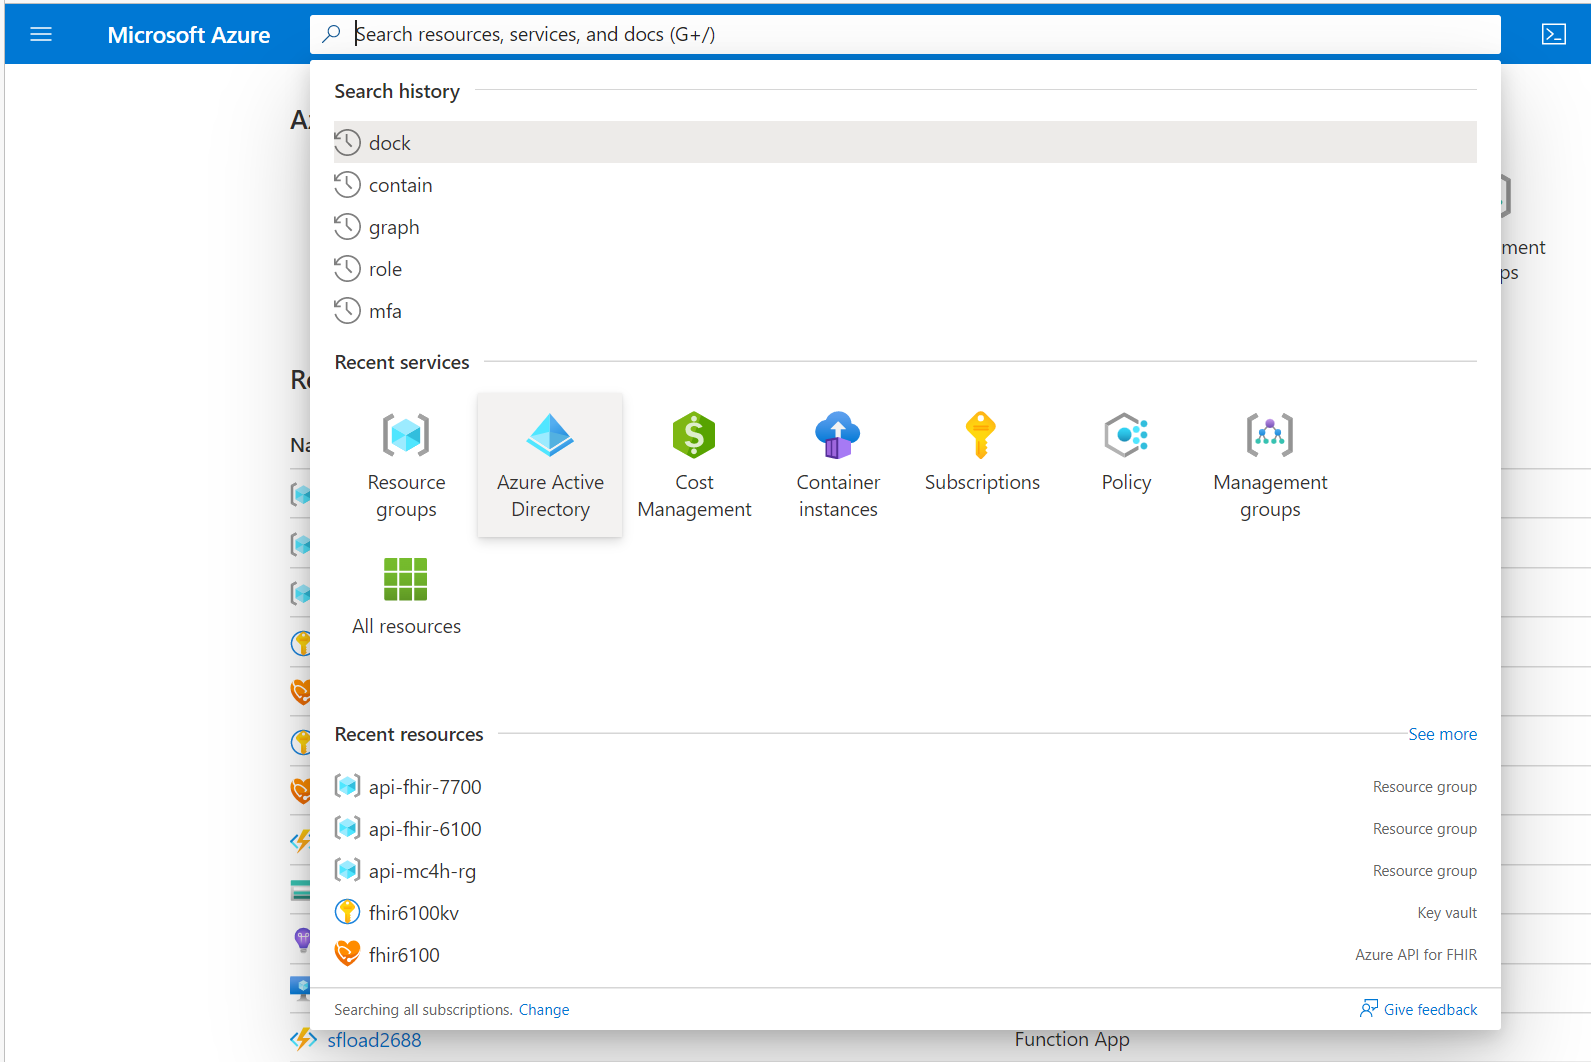 Microsoft Azure
Search resources, services, and docs (G+/)
Search history
dock
contain
graph
role
mfa
Recent services
Resource groups
Azure Active Directory
Cost Management
Container instances
Subscriptions
Policy
Management groups
All resources
Recent resources
See more
api-fhir-7700
Resource group
api-fhir-6100
Resource group
api-mc4h-rg
Resource group
fhir6100kv
Key vault
fhir6100
Azure API for FHIR
Searching all subscriptions. Change
Give feedback
sfload2688
Function App